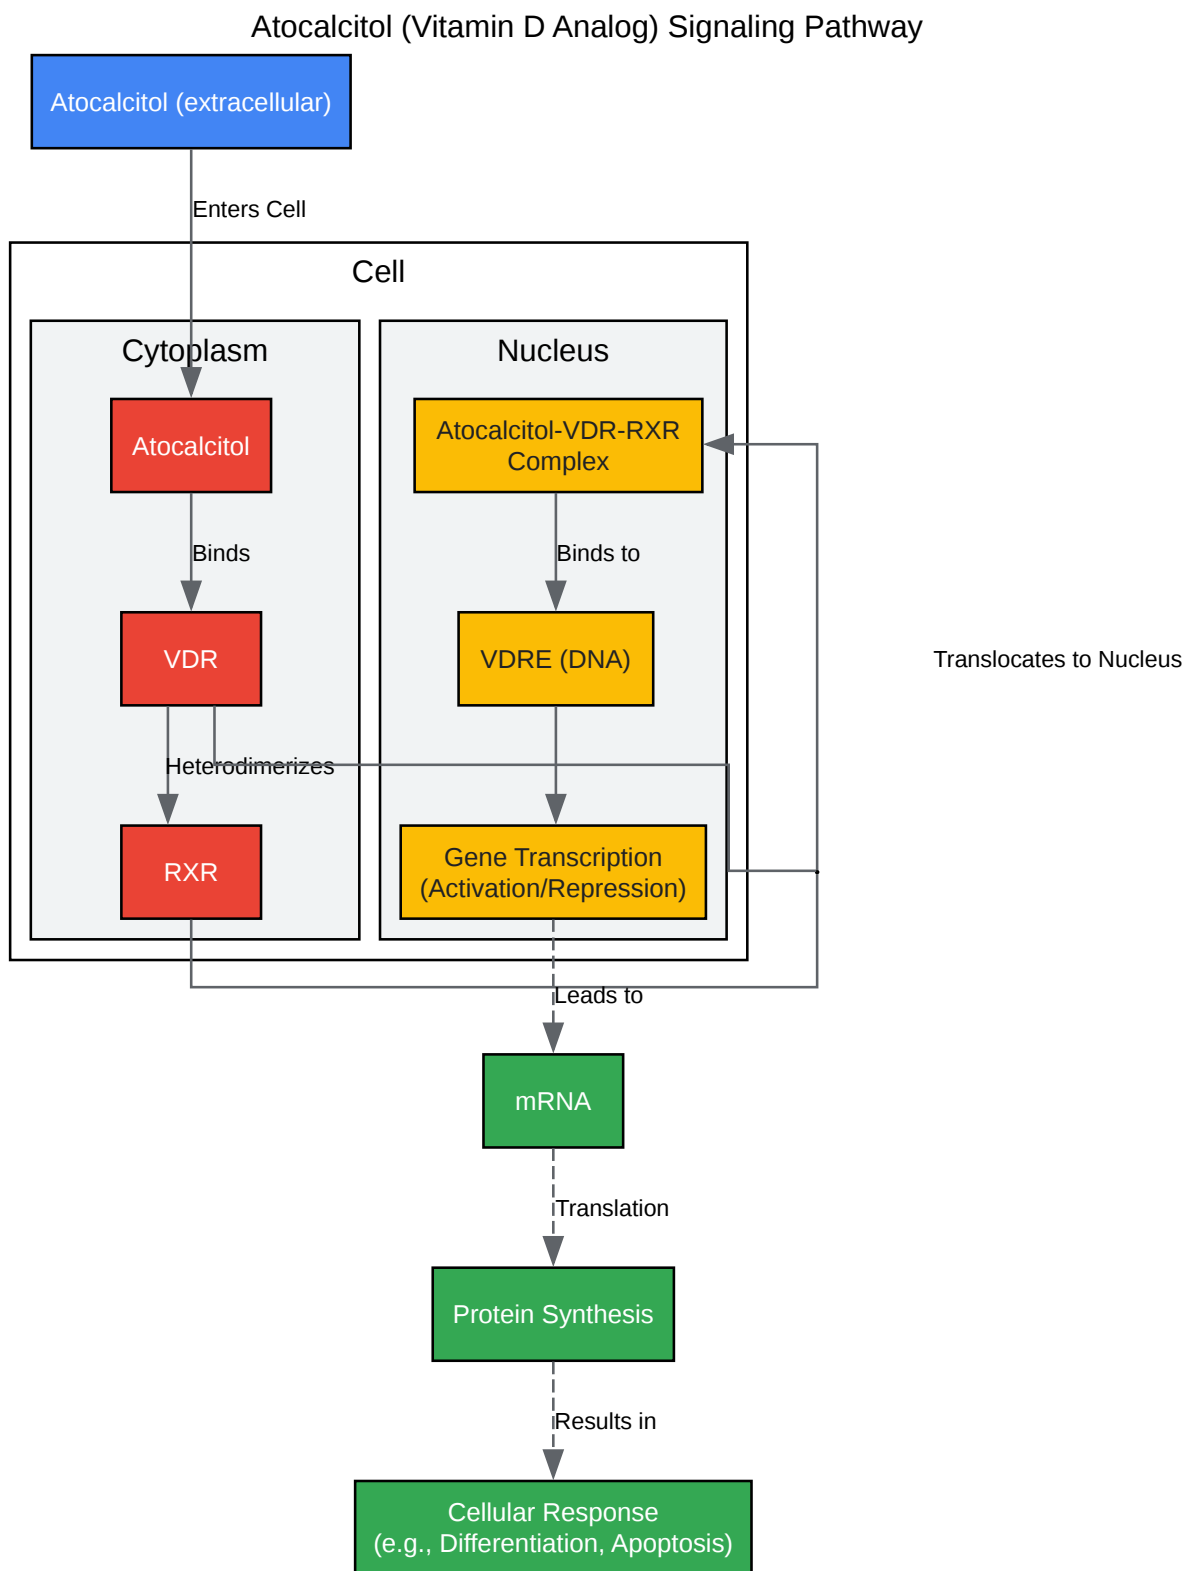 Atocalcitol (Vitamin D Analog) Signaling Pathway
Atocalcitol (extracellular)
Enters Cell
Cell
Cytoplasm
Nucleus
Atocalcitol
Atocalcitol-VDR-RXR
Complex
Binds
Binds to
VDR
VDRE (DNA)
Translocates to Nucleus
Heterodimerizes
RXR
Gene Transcription
(Activation/Repression)
Leads to
mRNA
Translation
Protein Synthesis
Results in
Cellular Response
(e.g., Differentiation, Apoptosis)